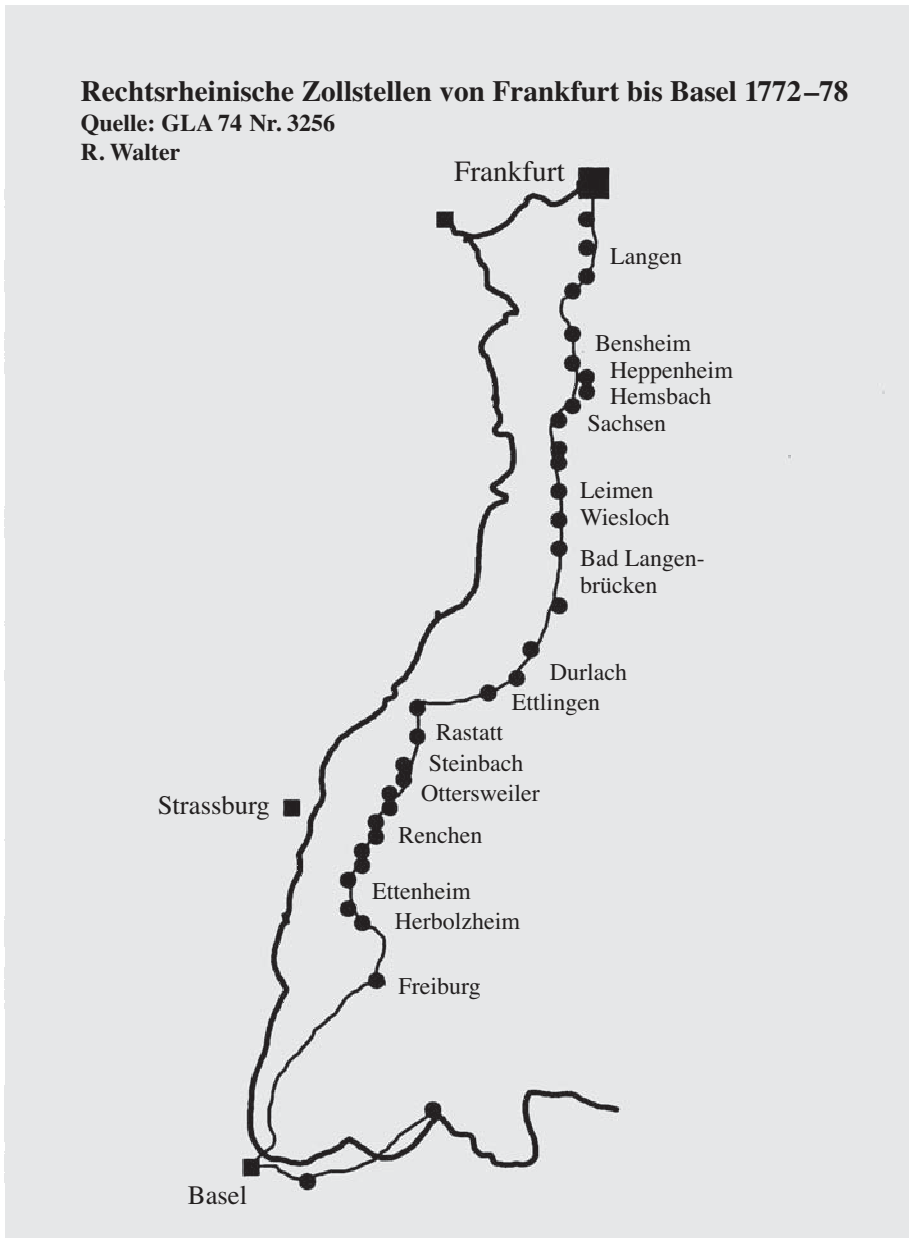 Rechtsrheinische Zollstellen von Frankfurt bis Basel 1772–78
Quelle: GLA 74 Nr. 3256
R. Walter
Frankfurt
Langen
Bensheim
Heppenheim
Hemsbach
Sachsen
Leimen
Wiesloch
Bad Langen-
brücken
Durlach
Ettlingen
Rastatt
Steinbach
Ottersweiler
Strassburg
Renchen
Ettenheim
Herbolzheim
Freiburg
Basel